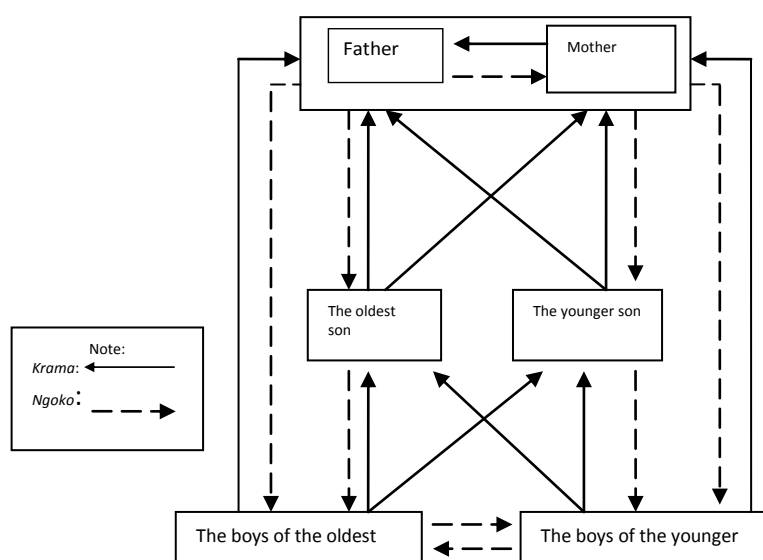 Father
Mother
The oldest
son
The younger son
Note:
Krama:
Ngoko:
The boys of the oldest
The boys of the younger